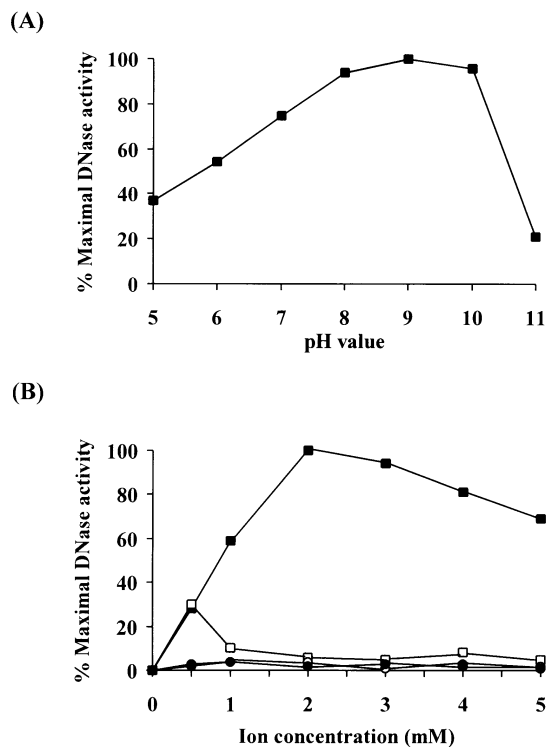 (A)
% Maximal DNase activity
100
80
60
40
20
0
5 6 7 8 9 10 11
pH value
(B)
% Maximal DNase activity
100
80
60
40
20
0
0 1 2 3 4 5
Ion concentration (mM)